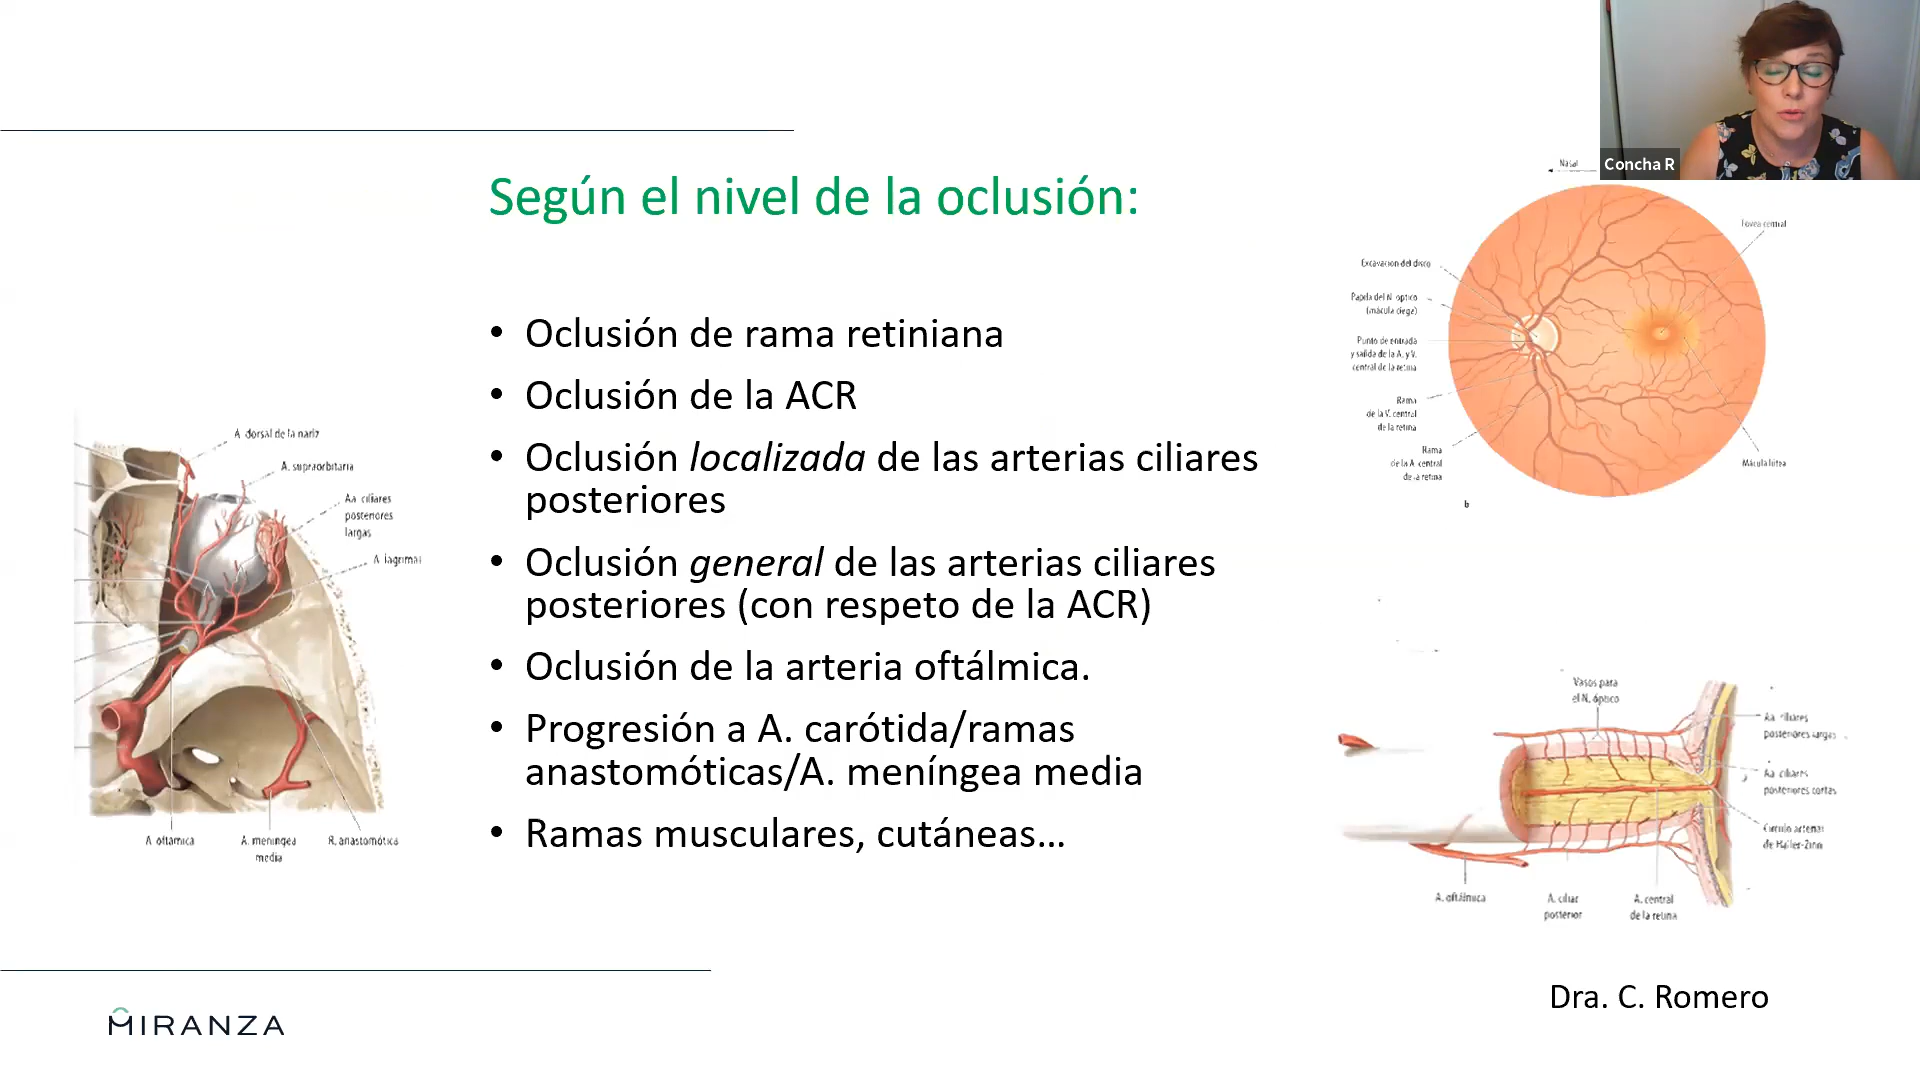 Concha R
Según el nivel de la oclusión:
• Oclusión de rama retiniana
• Oclusión de la ACR
• Oclusión localizada de las arterias ciliares
posteriores
• Oclusión general de las arterias ciliares
posteriores (con respeto de la ACR)
• Oclusión de la arteria oftálmica.
• Progresión a A. carótida/ramas
anastomóticas/A. meníngea media
• Ramas musculares, cutáneas...
A. dorsal de la nariz
A. supraorbitaria
Aa. ciliares
posteriores
largas
A. lagrimal
A. oftálmica
A. meníngea
media
R. anastomótica
Nasal
Fóvea central
Excavación del disco
Papila del N. óptico
(mácula ciega)
Punto de entrada
y salida de la A. y V.
central de la retina
Rama
de la V. central
de la retina
Rama
de la A. central
de la retina
Mácula lútea
b
Vasos para
el N. óptico
Aa. ciliares
posteriores largas
Aa. ciliares
posteriores cortas
Círculo arterial
de Haller-Zinn
A. oftálmica
A. ciliar
posterior
A. central
de la retina
Dra. C. Romero
MIRANZA